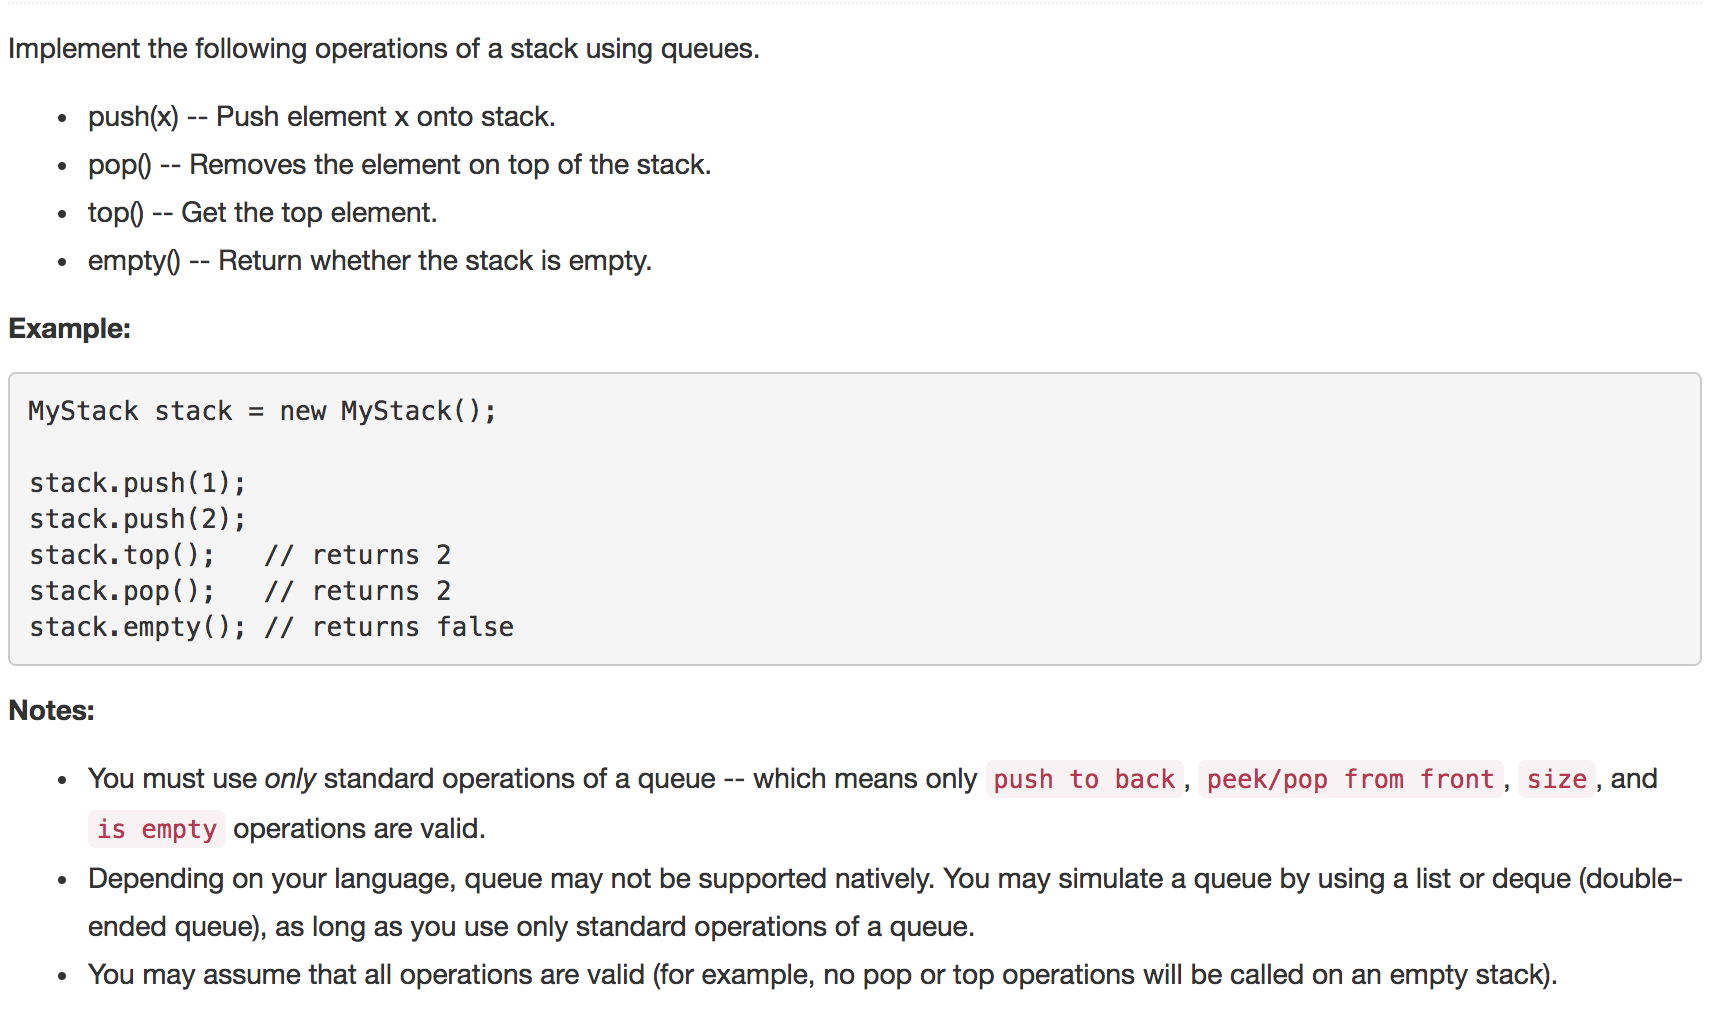 Implement the following operations of a stack using queues.
• push(x) -- Push element x onto stack.
• pop() -- Removes the element on top of the stack.
• top() -- Get the top element.
• empty() -- Return whether the stack is empty.
Example:
MyStack stack = new MyStack();
stack.push(1);
stack.push(2);
stack.top();   // returns 2
stack.pop();   // returns 2
stack.empty(); // returns false
Notes:
• You must use only standard operations of a queue -- which means only push to back, peek/pop from front, size, and
is empty operations are valid.
• Depending on your language, queue may not be supported natively. You may simulate a queue by using a list or deque (double-
ended queue), as long as you use only standard operations of a queue.
• You may assume that all operations are valid (for example, no pop or top operations will be called on an empty stack).